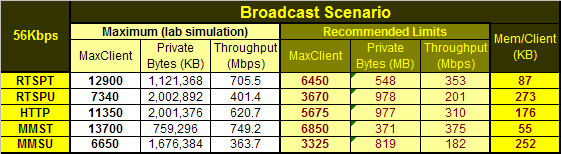 Broadcast Scenario
56Kbps Maximum (lab simulation) Recommended Limits Mem/Client (KB)
MaxClient Private Bytes (KB) Throughput (Mbps) MaxClient Private Bytes (MB) Throughput (Mbps)
RTSPT 12900 1,121,368 705.5 6450 548 353 87
RTSPU 7340 2,002,892 401.4 3670 978 201 273
HTTP 11350 2,001,376 620.7 5675 977 310 176
MMST 13700 759,296 749.2 6850 371 375 55
MMSU 6650 1,676,384 363.7 3325 819 182 252